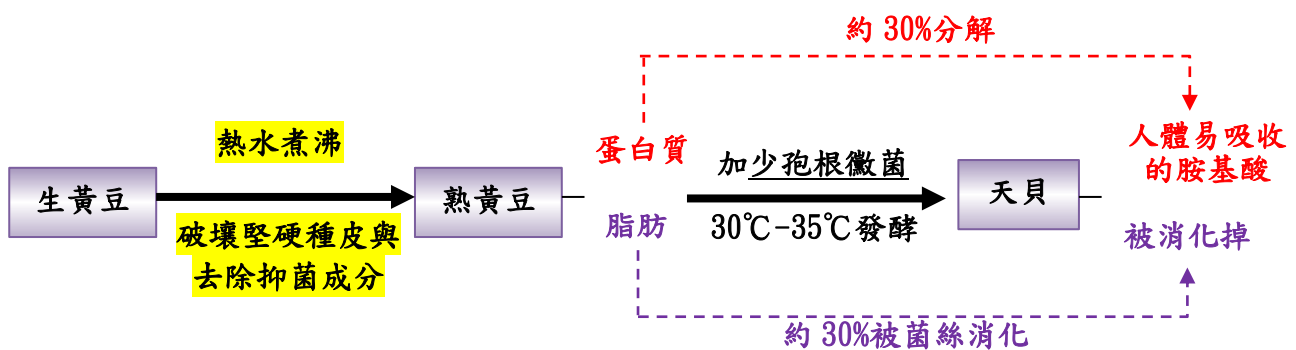 約 30%分解
熱水煮沸
生黃豆
破壞堅硬種皮與
去除抑菌成分
熟黃豆
蛋白質
脂肪
加少孢根黴菌
30℃-35℃發酵
天貝
人體易吸收
的胺基酸
被消化掉
約 30%被菌絲消化